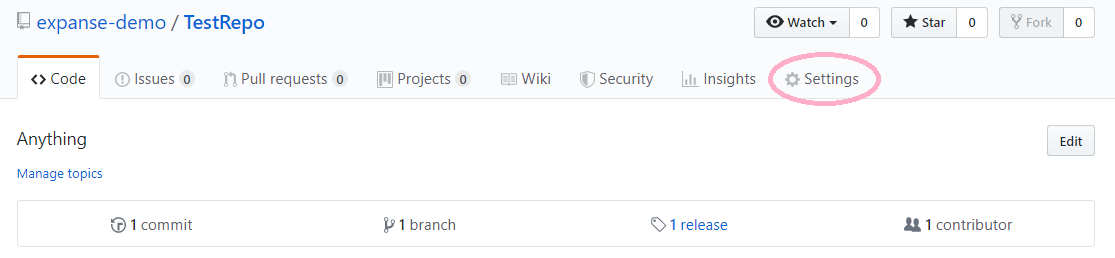 expanse-demo / TestRepo
Watch 0 Star 0 Fork 0
Code Issues 0 Pull requests 0 Projects 0 Wiki Security Insights Settings
Anything
Edit
Manage topics
1 commit 1 branch 1 release 1 contributor